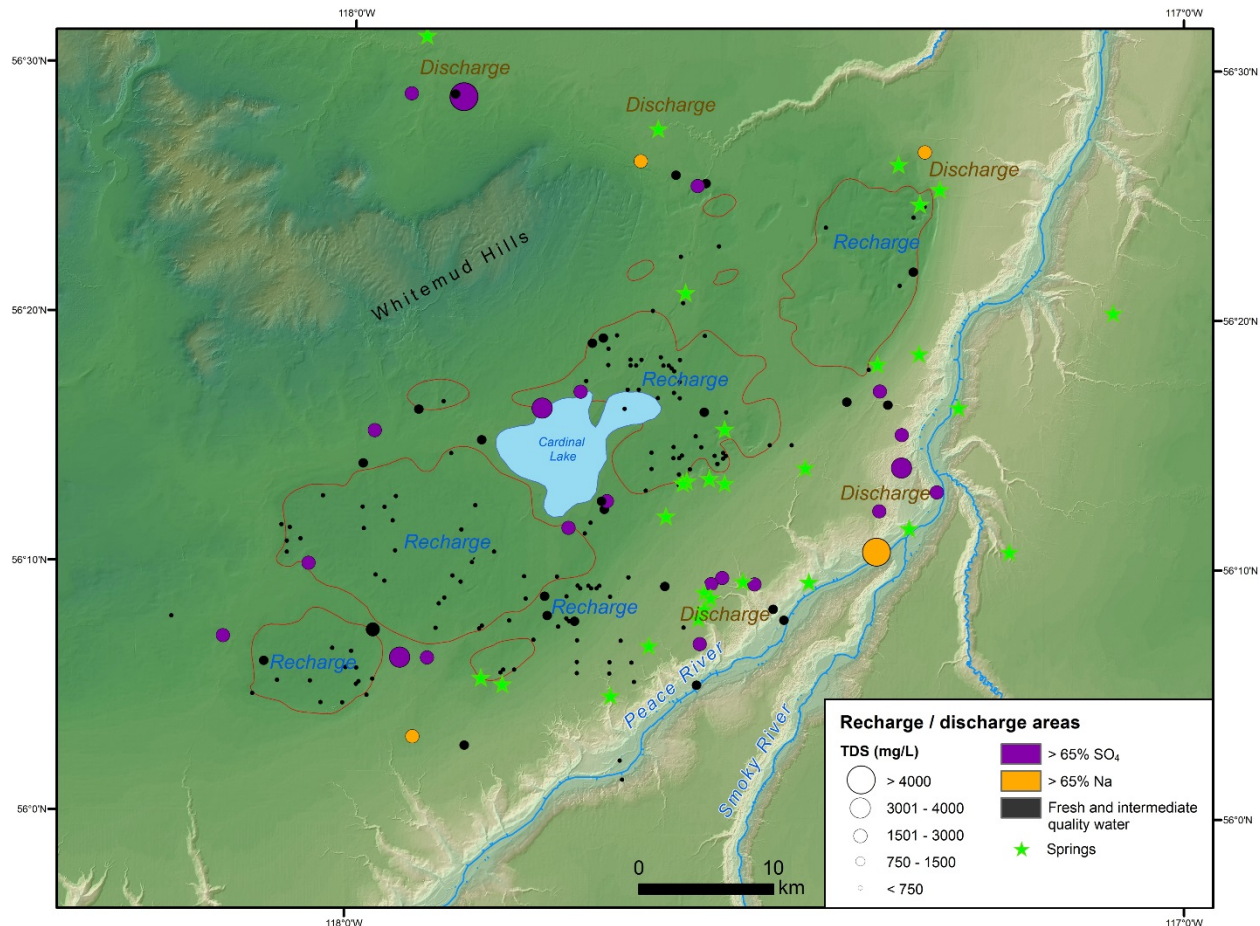 118°0'W
117°0'W
56°30'N
56°30'N
Discharge
Discharge
Discharge
Whitemud Hills
Recharge
56°20'N
56°20'N
Recharge
Cardinal
Lake
Discharge
Recharge
56°10'N
56°10'N
Recharge
Discharge
Recharge
Peace River
Smoky River
56°0'N
56°0'N
0
10
km
Recharge / discharge areas
TDS (mg/L)
> 4000
3001 - 4000
1501 - 3000
750 - 1500
< 750
> 65% SO₄
> 65% Na
Fresh and intermediate
quality water
Springs
118°0'W
117°0'W